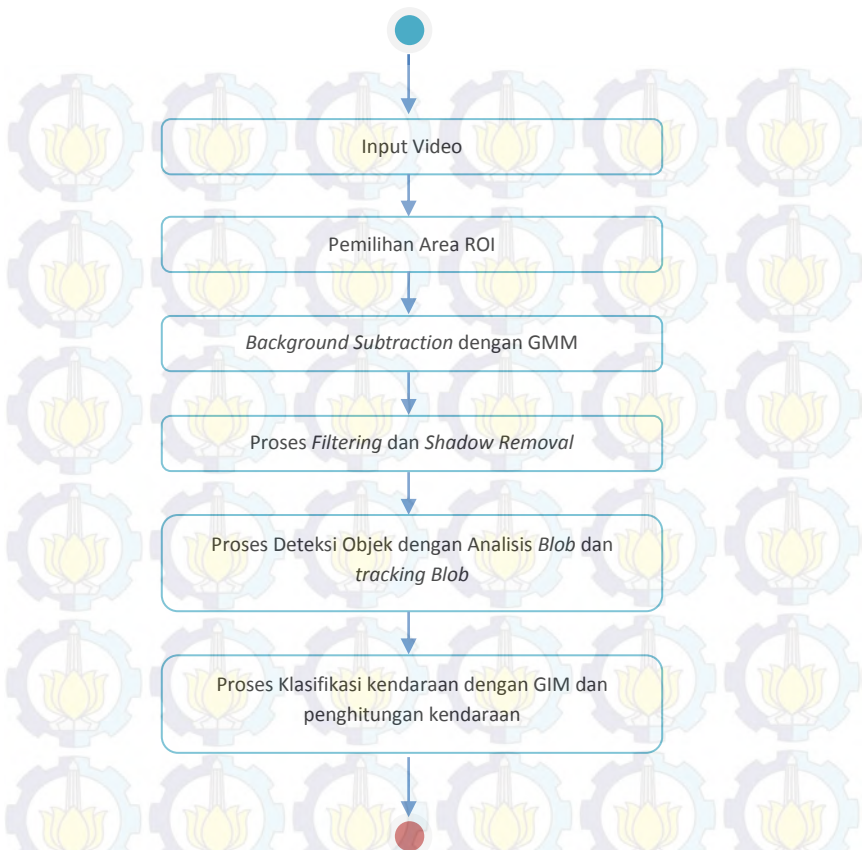 Input Video
Pemilihan Area ROI
Background Subtraction dengan GMM
Proses Filtering dan Shadow Removal
Proses Deteksi Objek dengan Analisis Blob dan
tracking Blob
Proses Klasifikasi kendaraan dengan GIM dan
penghitungan kendaraan